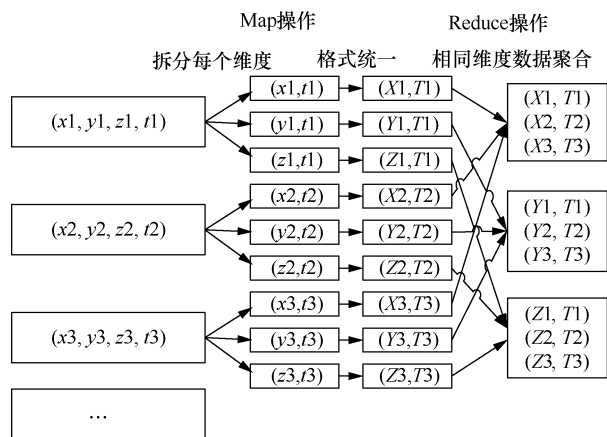 Map操作
Reduce操作
拆分每个维度
格式统一
相同维度数据聚合
(x1, y1, z1, t1)
(x2, y2, z2, t2)
(x3, y3, z3, t3)
...
(x1,t1)
(y1,t1)
(z1,t1)
(x2,t2)
(y2,t2)
(z2,t2)
(x3,t3)
(y3,t3)
(z3,t3)
(X1,T1)
(Y1,T1)
(Z1,T1)
(X2,T2)
(Y2,T2)
(Z2,T2)
(X3,T3)
(Y3,T3)
(Z3,T3)
(X1, T1)
(X2, T2)
(X3, T3)
(Y1, T1)
(Y2, T2)
(Y3, T3)
(Z1, T1)
(Z2, T2)
(Z3, T3)